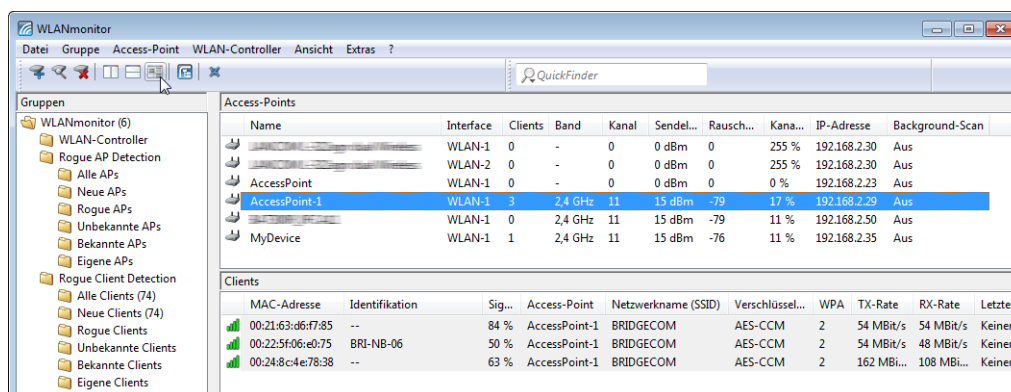 WLANmonitor
Datei Gruppe Access-Point WLAN-Controller Ansicht Extras ?
QuickFinder
Gruppen
WLANmonitor (6)
WLAN-Controller
Rogue AP Detection
Alle APs
Neue APs
Rogue APs
Unbekannte APs
Bekannte APs
Eigene APs
Rogue Client Detection
Alle Clients (74)
Neue Clients (74)
Rogue Clients
Unbekannte Clients
Bekannte Clients
Eigene Clients
Access-Points
Name Interface Clients Band Kanal Sendel... Rausch... Kana... IP-Adresse Background-Scan
WLAN-1 0 - 0 0 dBm 0 255 % 192.168.2.30 Aus
WLAN-2 0 - 0 0 dBm 0 255 % 192.168.2.30 Aus
AccessPoint WLAN-1 0 - 0 0 dBm 0 0 % 192.168.2.23 Aus
AccessPoint-1 WLAN-1 3 2,4 GHz 11 15 dBm -79 17 % 192.168.2.29 Aus
WLAN-1 0 2,4 GHz 11 15 dBm -79 11 % 192.168.2.50 Aus
MyDevice WLAN-1 1 2,4 GHz 11 15 dBm -76 11 % 192.168.2.35 Aus
Clients
MAC-Adresse Identifikation Sig... Access-Point Netzwerkname (SSID) Verschlüssel... WPA TX-Rate RX-Rate Letzte
00:21:63:d6:f7:85 -- 84 % AccessPoint-1 BRIDGECOM AES-CCM 2 54 MBit/s 54 MBit/s Keiner
00:22:5f:06:e0:75 BRI-NB-06 50 % AccessPoint-1 BRIDGECOM AES-CCM 2 54 MBit/s 48 MBit/s Keiner
00:24:8c:4e:78:38 -- 63 % AccessPoint-1 BRIDGECOM AES-CCM 2 162 MBi... 108 MBi... Keiner